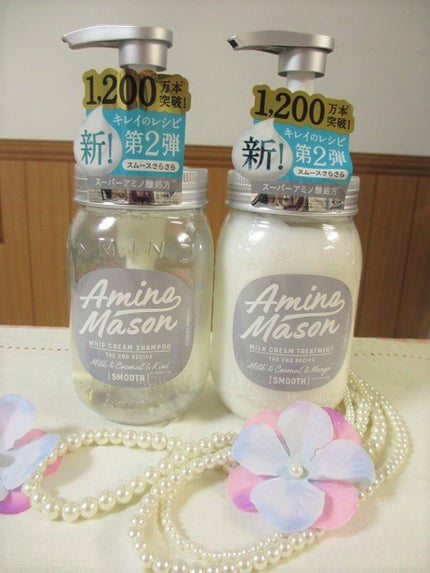 1,200万本突破!
キレイのレシピ
新!
第2弾
スムースさらさら
スーパーアミノ酸処方
AMINO
Amino
Mason
WHIP CREAM SHAMPOO
THE 2ND RECIPE
Milk & Coconut & Kiwi
[SMOOTH]
1,200万本突破!
キレイのレシピ
新!
第2弾
スムースさらさら
スーパーアミノ酸処方
Amino
Mason
MILK CREAM TREATMENT
THE 2ND RECIPE
Milk & Coconut & Mango
[SMOOTH]